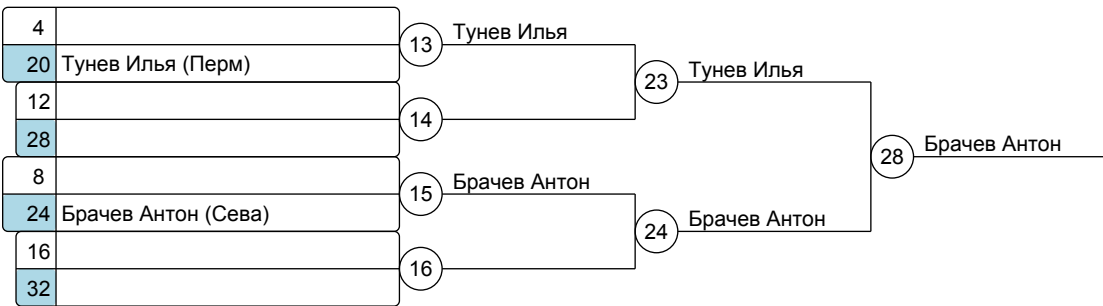 4
20 Тунев Илья (Перм)
12
28
8
24 Брачев Антон (Сева)
16
32
13 Тунев Илья
14
15 Брачев Антон
16
23 Тунев Илья
24 Брачев Антон
28 Брачев Антон